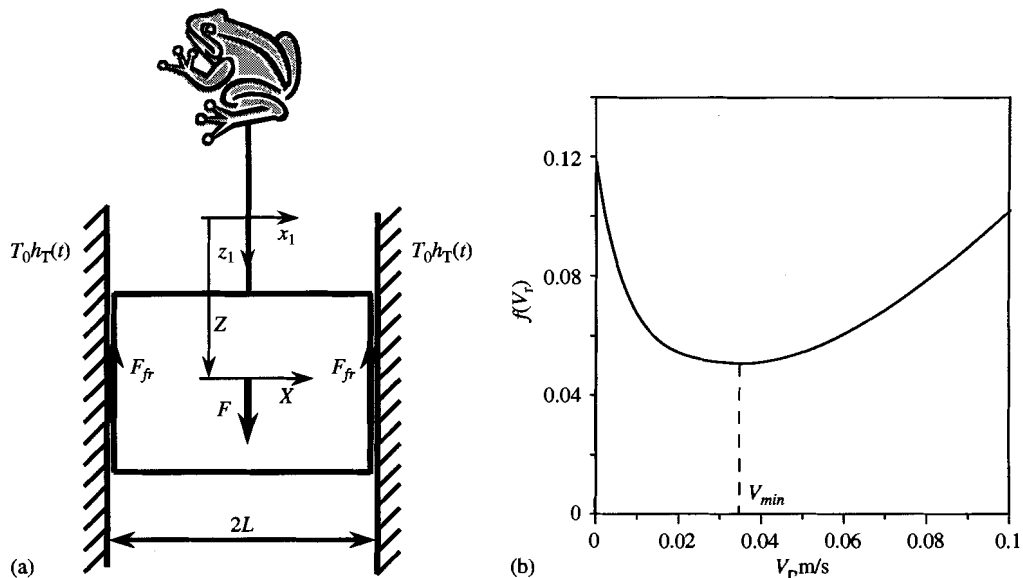 T₀h_T(t)
T₀h_T(t)
x₁
z₁
Z
F_fr
F_fr
X
F
2L
(a)
f(V_r)
0.12
0.08
0.04
0
V_min
0 0.02 0.04 0.06 0.08 0.1
V_r, m/s
(b)